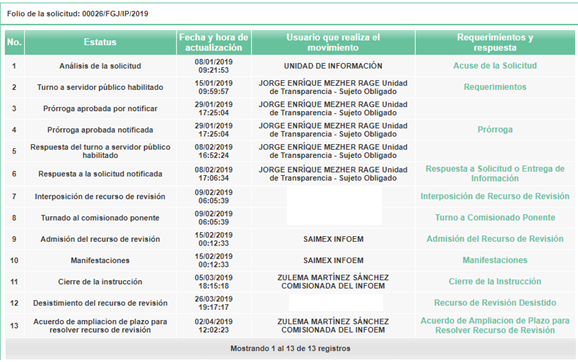 Folio de la solicitud: 00026/FGJ/IP/2019
No. Estatus Fecha y hora de actualización Usuario que realiza el movimiento Requerimientos y respuesta
1 Análisis de la solicitud 08/01/2019 09:21:53 UNIDAD DE INFORMACIÓN Acuse de la Solicitud
2 Turno a servidor público habilitado 15/01/2019 09:59:57 JORGE ENRÍQUE MEZHER RAGE Unidad de Transparencia - Sujeto Obligado Requerimientos
3 Prórroga aprobada por notificar 29/01/2019 17:25:04 JORGE ENRÍQUE MEZHER RAGE Unidad de Transparencia - Sujeto Obligado
4 Prórroga aprobada notificada 29/01/2019 17:25:04 JORGE ENRÍQUE MEZHER RAGE Unidad de Transparencia - Sujeto Obligado Prórroga
5 Respuesta del turno a servidor público habilitado 08/02/2019 16:52:24 JORGE ENRÍQUE MEZHER RAGE Unidad de Transparencia - Sujeto Obligado
6 Respuesta a la solicitud notificada 08/02/2019 17:06:34 JORGE ENRÍQUE MEZHER RAGE Unidad de Transparencia - Sujeto Obligado Respuesta a Solicitud o Entrega de Información
7 Interposición de recurso de revisión 09/02/2019 06:05:39 Interposición de Recurso de Revisión
8 Turnado al comisionado ponente 09/02/2019 06:05:39 Turno a Comisionado Ponente
9 Admisión del recurso de revisión 15/02/2019 00:12:33 SAIMEX INFOEM Admisión del Recurso de Revisión
10 Manifestaciones 15/02/2019 00:12:33 SAIMEX INFOEM Manifestaciones
11 Cierre de la instrucción 05/03/2019 18:15:18 ZULEMA MARTÍNEZ SÁNCHEZ COMISIONADA DEL INFOEM Cierre de la Instrucción
12 Desistimiento del recurso de revisión 26/03/2019 19:17:17 Recurso de Revisión Desistido
13 Acuerdo de ampliacion de plazo para resolver recurso de revisión 02/04/2019 12:02:23 ZULEMA MARTÍNEZ SÁNCHEZ COMISIONADA DEL INFOEM Acuerdo de Ampliación de Plazo para Resolver Recurso de Revisión
Mostrando 1 al 13 de 13 registros